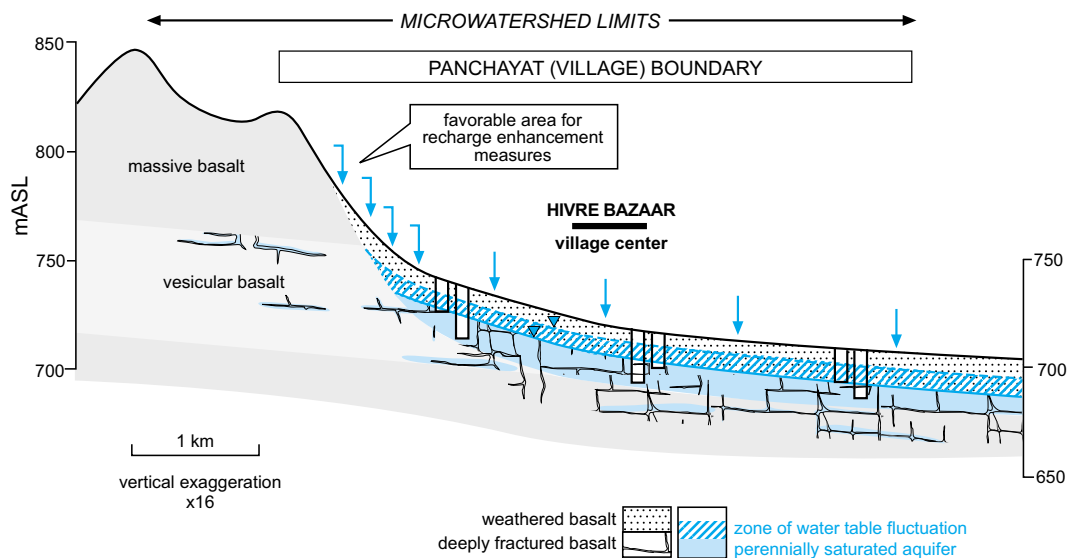 MICROWATERSHED LIMITS
PANCHAYAT (VILLAGE) BOUNDARY
850
800
750
700
mASL
favorable area for
recharge enhancement
measures
massive basalt
HIVRE BAZAAR
village center
vesicular basalt
750
700
650
1 km
vertical exaggeration
x16
weathered basalt
deeply fractured basalt
zone of water table fluctuation
perennially saturated aquifer